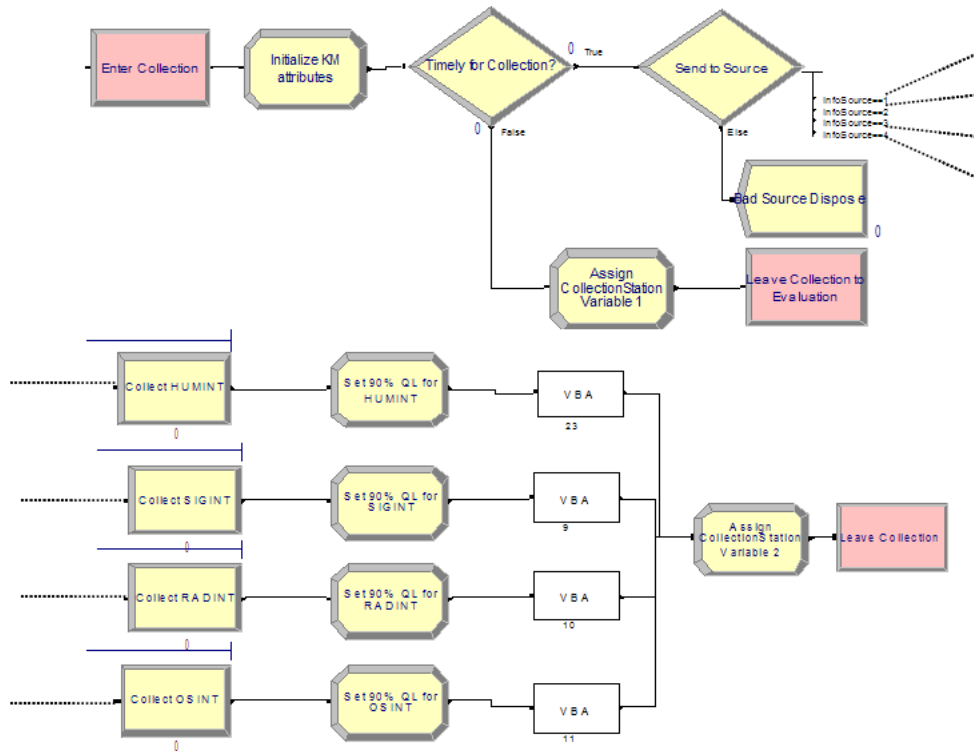 Enter Collection
Initialize KM
attributes
Timely for Collection?
0
True
0
False
Send to Source
Else
InfoSource==1
InfoSource==2
InfoSource==3
InfoSource==4
Bad Source Dispose
0
Assign
CollectionStation
Variable 1
Leave Collection to
Evaluation
Collect HUMINT
0
Set 90% QL for
HUMINT
VBA
23
Collect SIGINT
0
Set 90% QL for
SIGINT
VBA
9
Collect RADINT
0
Set 90% QL for
RADINT
VBA
10
Collect OSINT
0
Set 90% QL for
OSINT
VBA
11
Assign
CollectionStation
Variable 2
Leave Collection